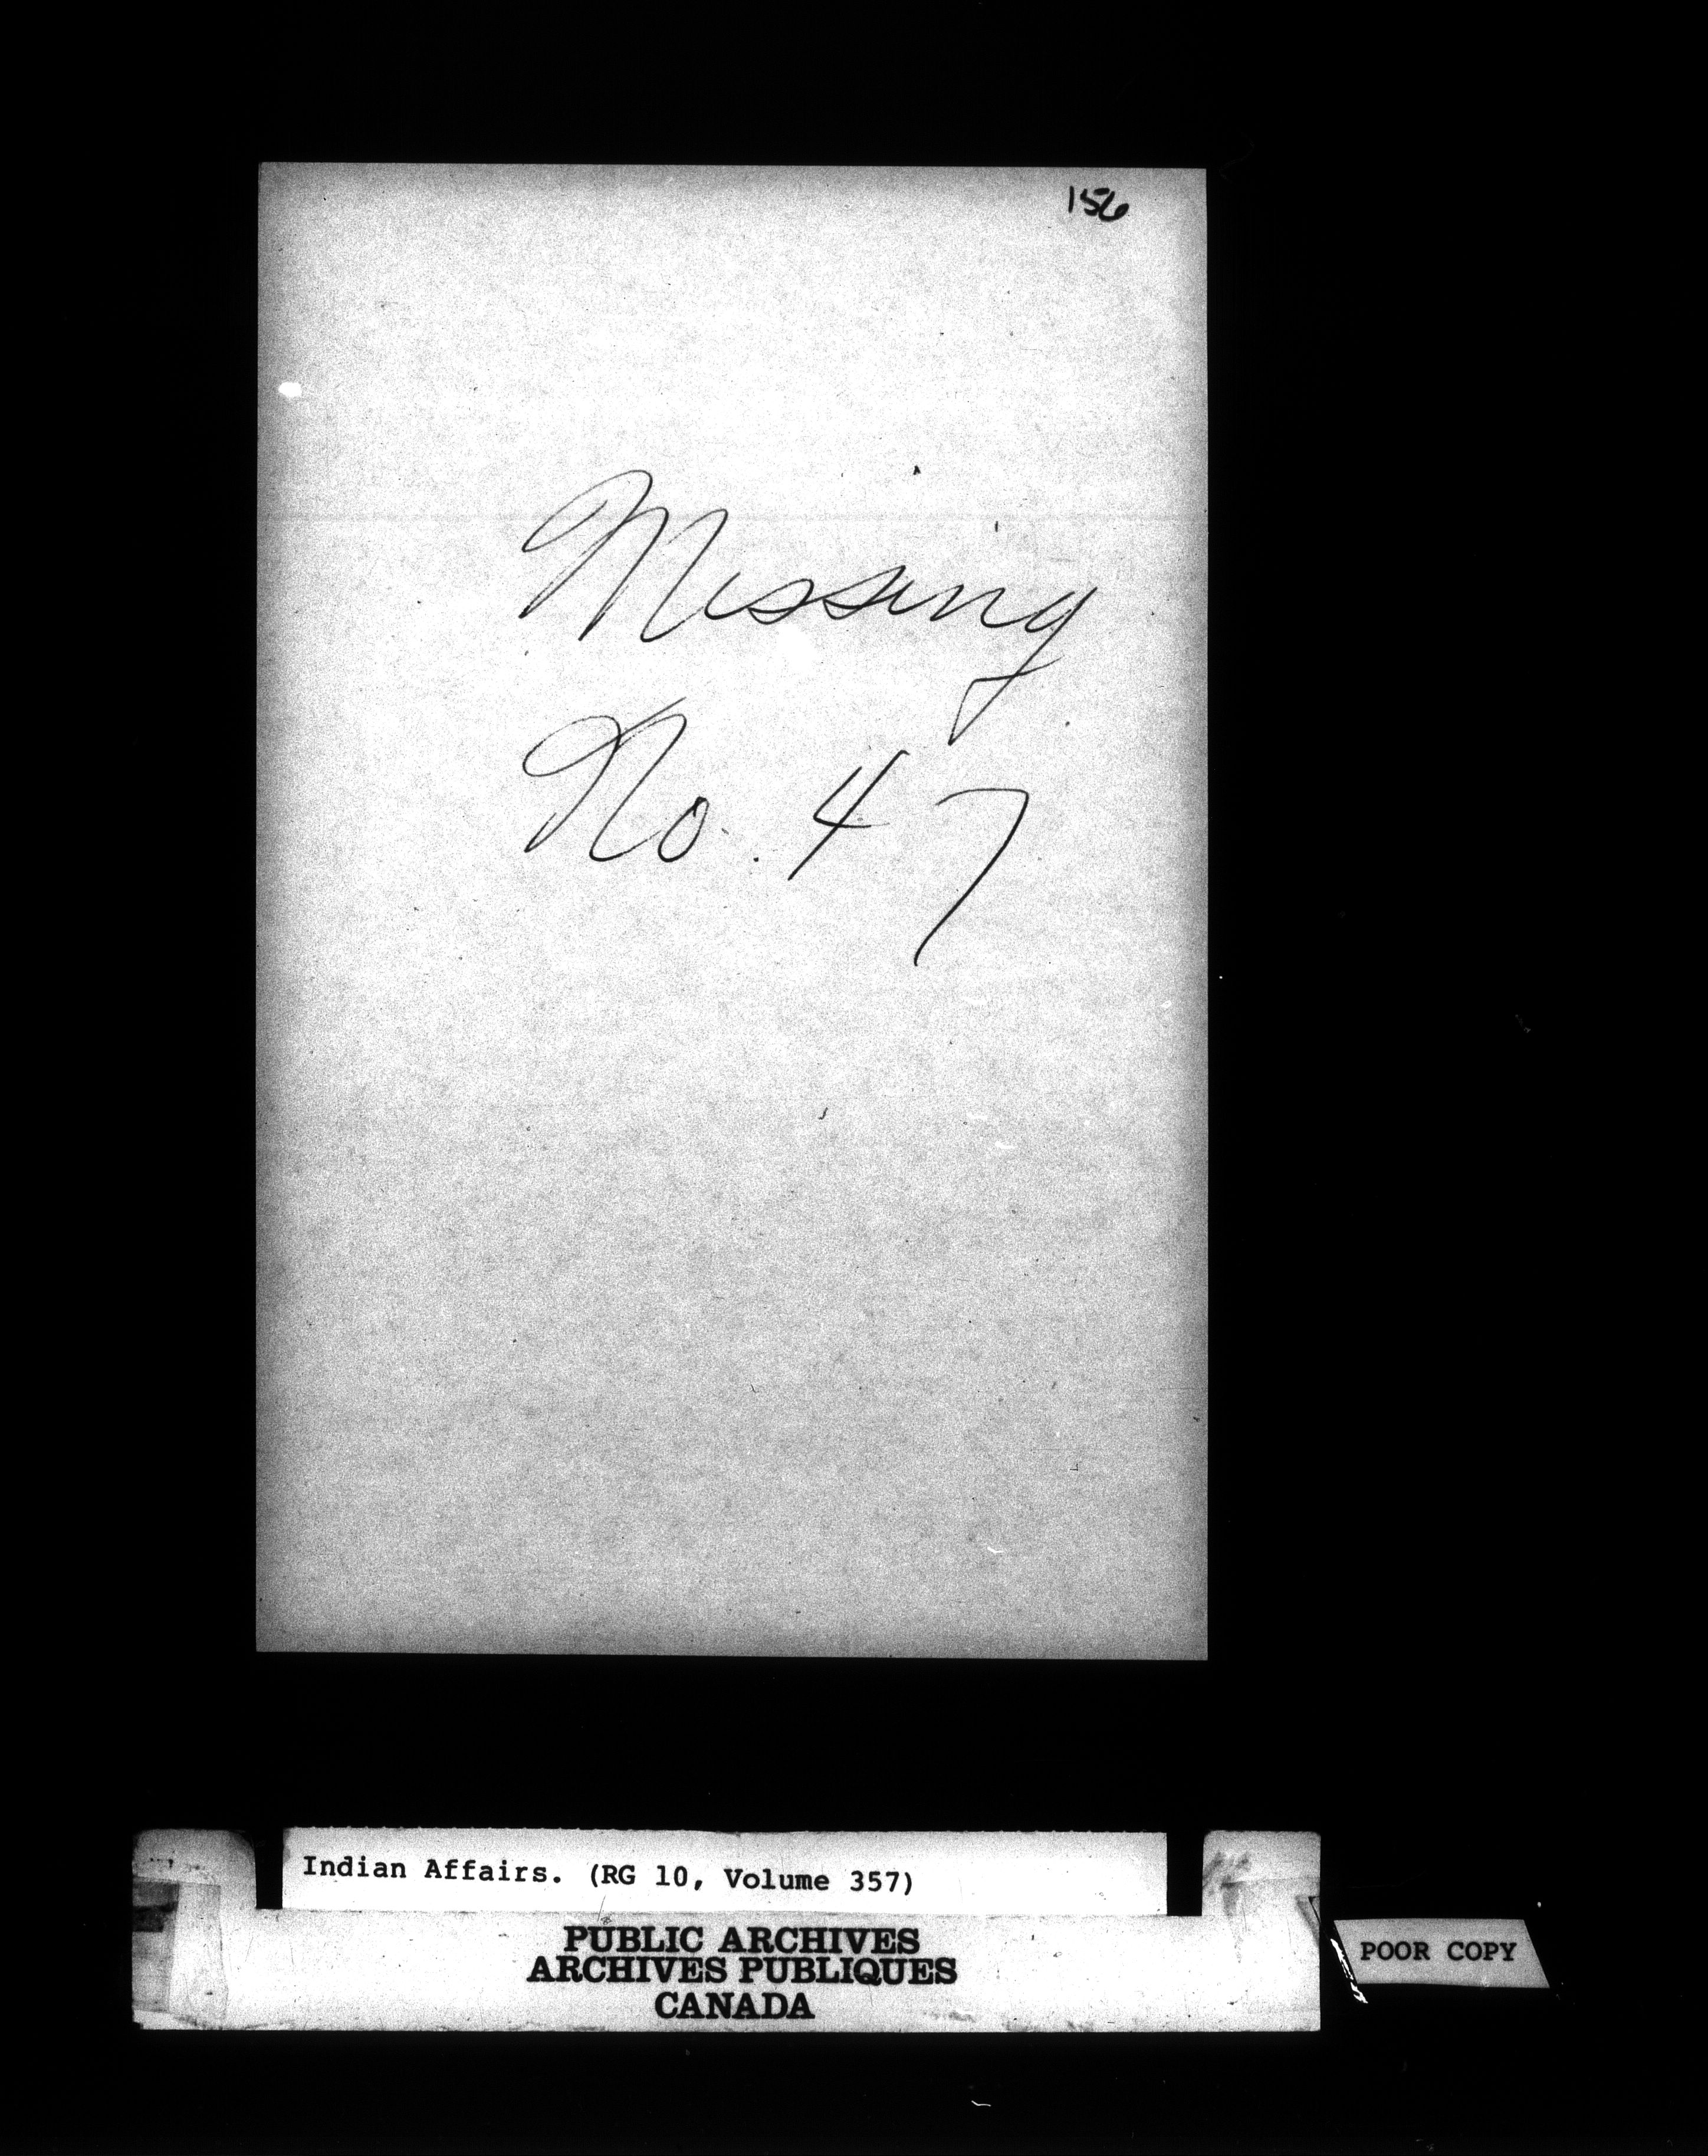 156
Missing
No. 47
Indian Affairs. (RG 10, Volume 357)
PUBLIC ARCHIVES
ARCHIVES PUBLIQUES
CANADA
POOR COPY